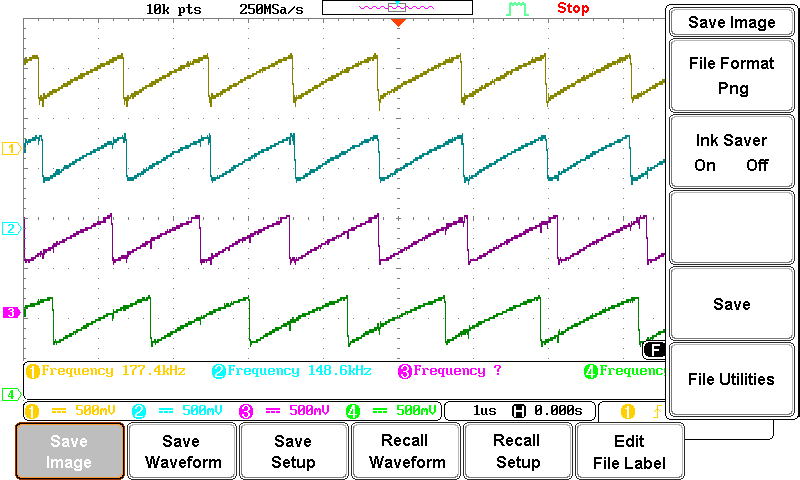 10k pts 250MSa/s Stop
Save Image
File Format
Png
Ink Saver
On Off
Save
File Utilities
1
2
3
4
F
1 Frequency 177.4kHz 2 Frequency 148.6kHz 3 Frequency ? 4 Frequenc
1 500mV 2 500mV 3 500mV 4 500mV 1us H 0.000s 1
Save
Image
Save
Waveform
Save
Setup
Recall
Waveform
Recall
Setup
Edit
File Label